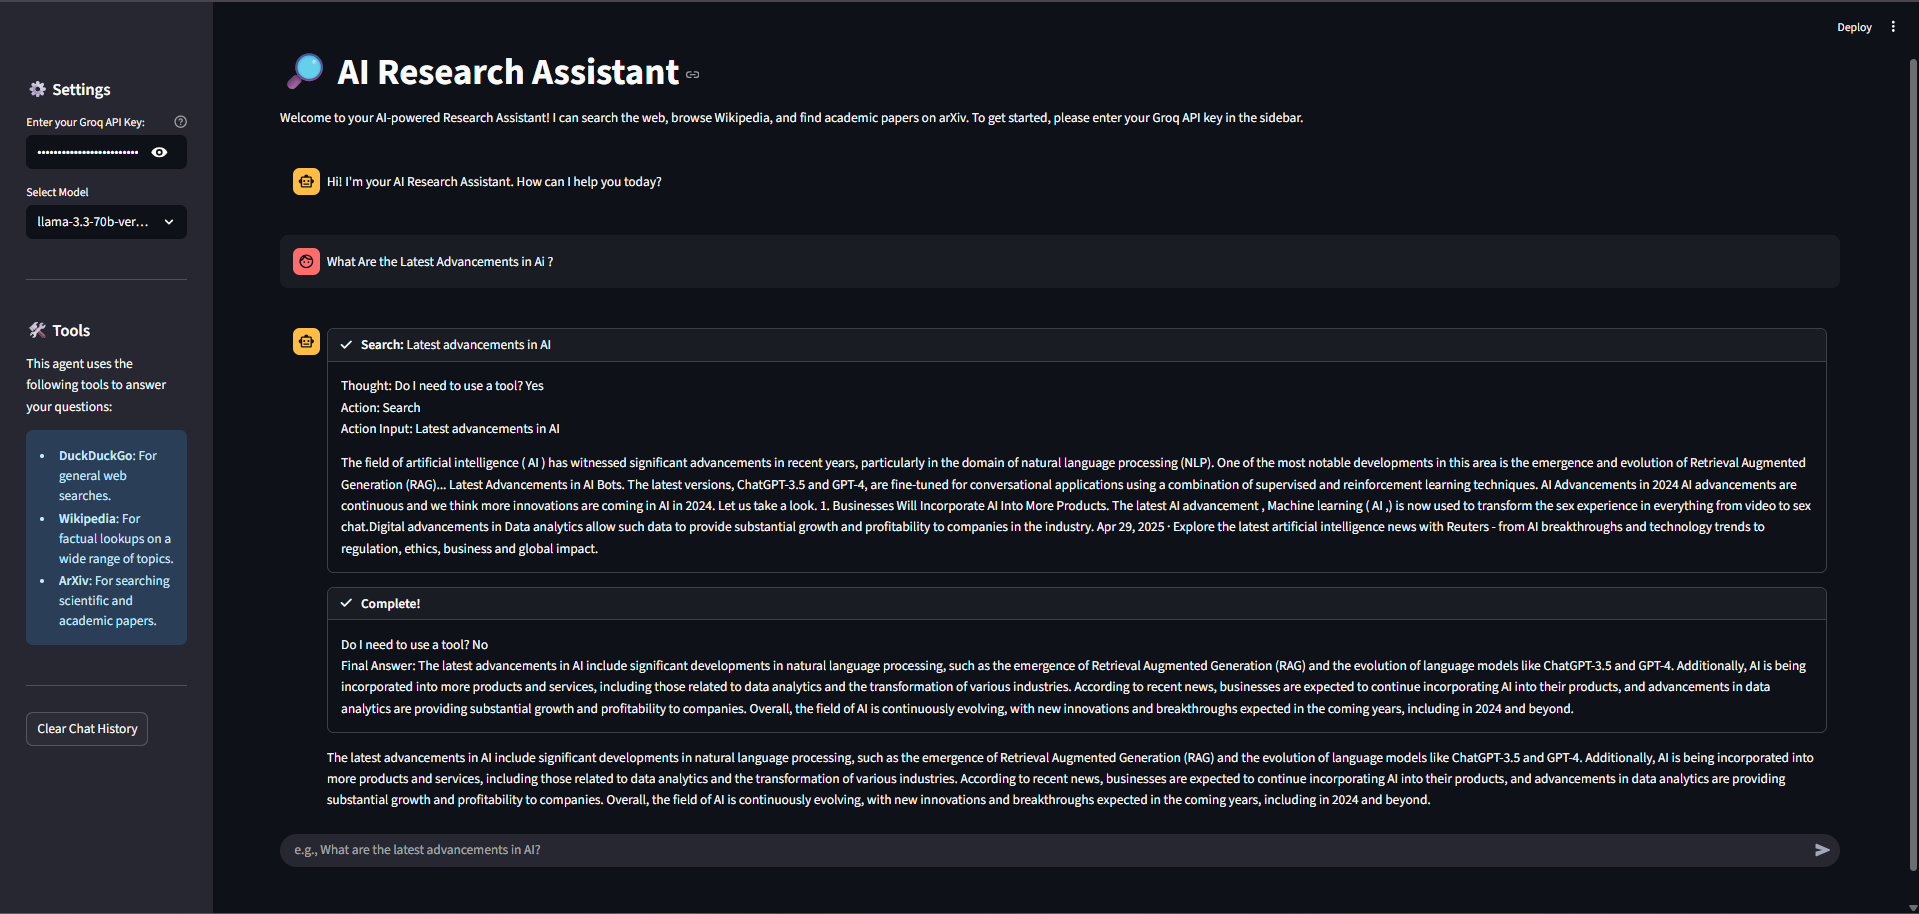 Deploy
Settings
Enter your Groq API Key:
Select Model
llama-3.3-70b-ver...
Tools
This agent uses the
following tools to answer
your questions:
• DuckDuckGo: For
general web
searches.
• Wikipedia: For
factual lookups on a
wide range of topics.
• ArXiv: For searching
scientific and
academic papers.
Clear Chat History
AI Research Assistant
Welcome to your AI-powered Research Assistant! I can search the web, browse Wikipedia, and find academic papers on arXiv. To get started, please enter your Groq API key in the sidebar.
Hi! I'm your AI Research Assistant. How can I help you today?
What Are the Latest Advancements in Ai ?
Search: Latest advancements in AI
Thought: Do I need to use a tool? Yes
Action: Search
Action Input: Latest advancements in AI
The field of artificial intelligence ( AI ) has witnessed significant advancements in recent years, particularly in the domain of natural language processing (NLP). One of the most notable developments in this area is the emergence and evolution of Retrieval Augmented
Generation (RAG)... Latest Advancements in AI Bots. The latest versions, ChatGPT-3.5 and GPT-4, are fine-tuned for conversational applications using a combination of supervised and reinforcement learning techniques. AI Advancements in 2024 AI advancements are
continuous and we think more innovations are coming in AI in 2024. Let us take a look. 1. Businesses Will Incorporate AI Into More Products. The latest AI advancement , Machine learning ( AI ,) is now used to transform the sex experience in everything from video to sex
chat.Digital advancements in Data analytics allow such data to provide substantial growth and profitability to companies in the industry. Apr 29, 2025 · Explore the latest artificial intelligence news with Reuters - from AI breakthroughs and technology trends to
regulation, ethics, business and global impact.
Complete!
Do I need to use a tool? No
Final Answer: The latest advancements in AI include significant developments in natural language processing, such as the emergence of Retrieval Augmented Generation (RAG) and the evolution of language models like ChatGPT-3.5 and GPT-4. Additionally, AI is being
incorporated into more products and services, including those related to data analytics and the transformation of various industries. According to recent news, businesses are expected to continue incorporating AI into their products, and advancements in data
analytics are providing substantial growth and profitability to companies. Overall, the field of AI is continuously evolving, with new innovations and breakthroughs expected in the coming years, including in 2024 and beyond.
The latest advancements in AI include significant developments in natural language processing, such as the emergence of Retrieval Augmented Generation (RAG) and the evolution of language models like ChatGPT-3.5 and GPT-4. Additionally, AI is being incorporated into
more products and services, including those related to data analytics and the transformation of various industries. According to recent news, businesses are expected to continue incorporating AI into their products, and advancements in data analytics are providing
substantial growth and profitability to companies. Overall, the field of AI is continuously evolving, with new innovations and breakthroughs expected in the coming years, including in 2024 and beyond.
e.g., What are the latest advancements in AI?